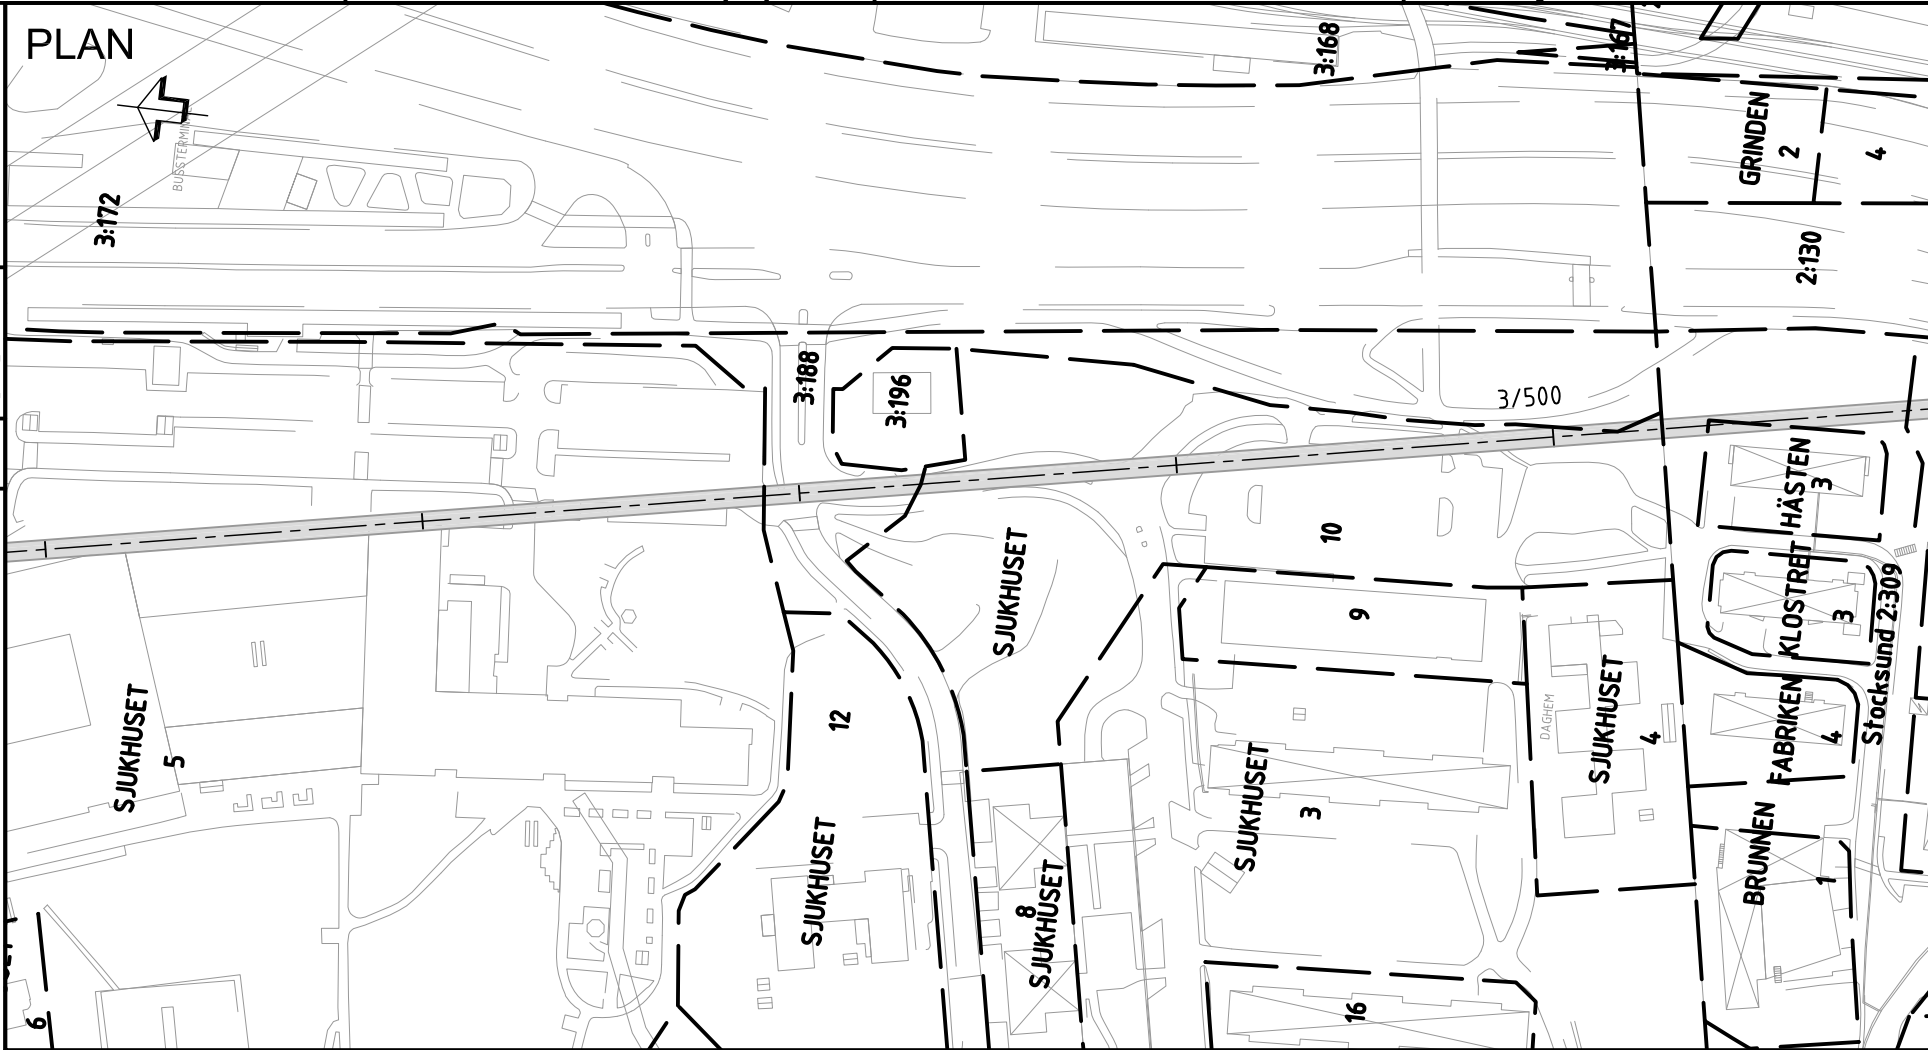 PLAN
3:168
3:167
BUSSTERMIN
GRINDEN
2
4
3:172
2:130
3:188
3:196
3/500
HÄSTEN
3
10
SJUKHUSET
9
KLOSTRET
3
Stocksund 2:309
SJUKHUSET
5
12
DAGHEM
SJUKHUSET
4
FABRIKEN
4
SJUKHUSET
3
SJUKHUSET
8
SJUKHUSET
BRUNNEN
1
6
16